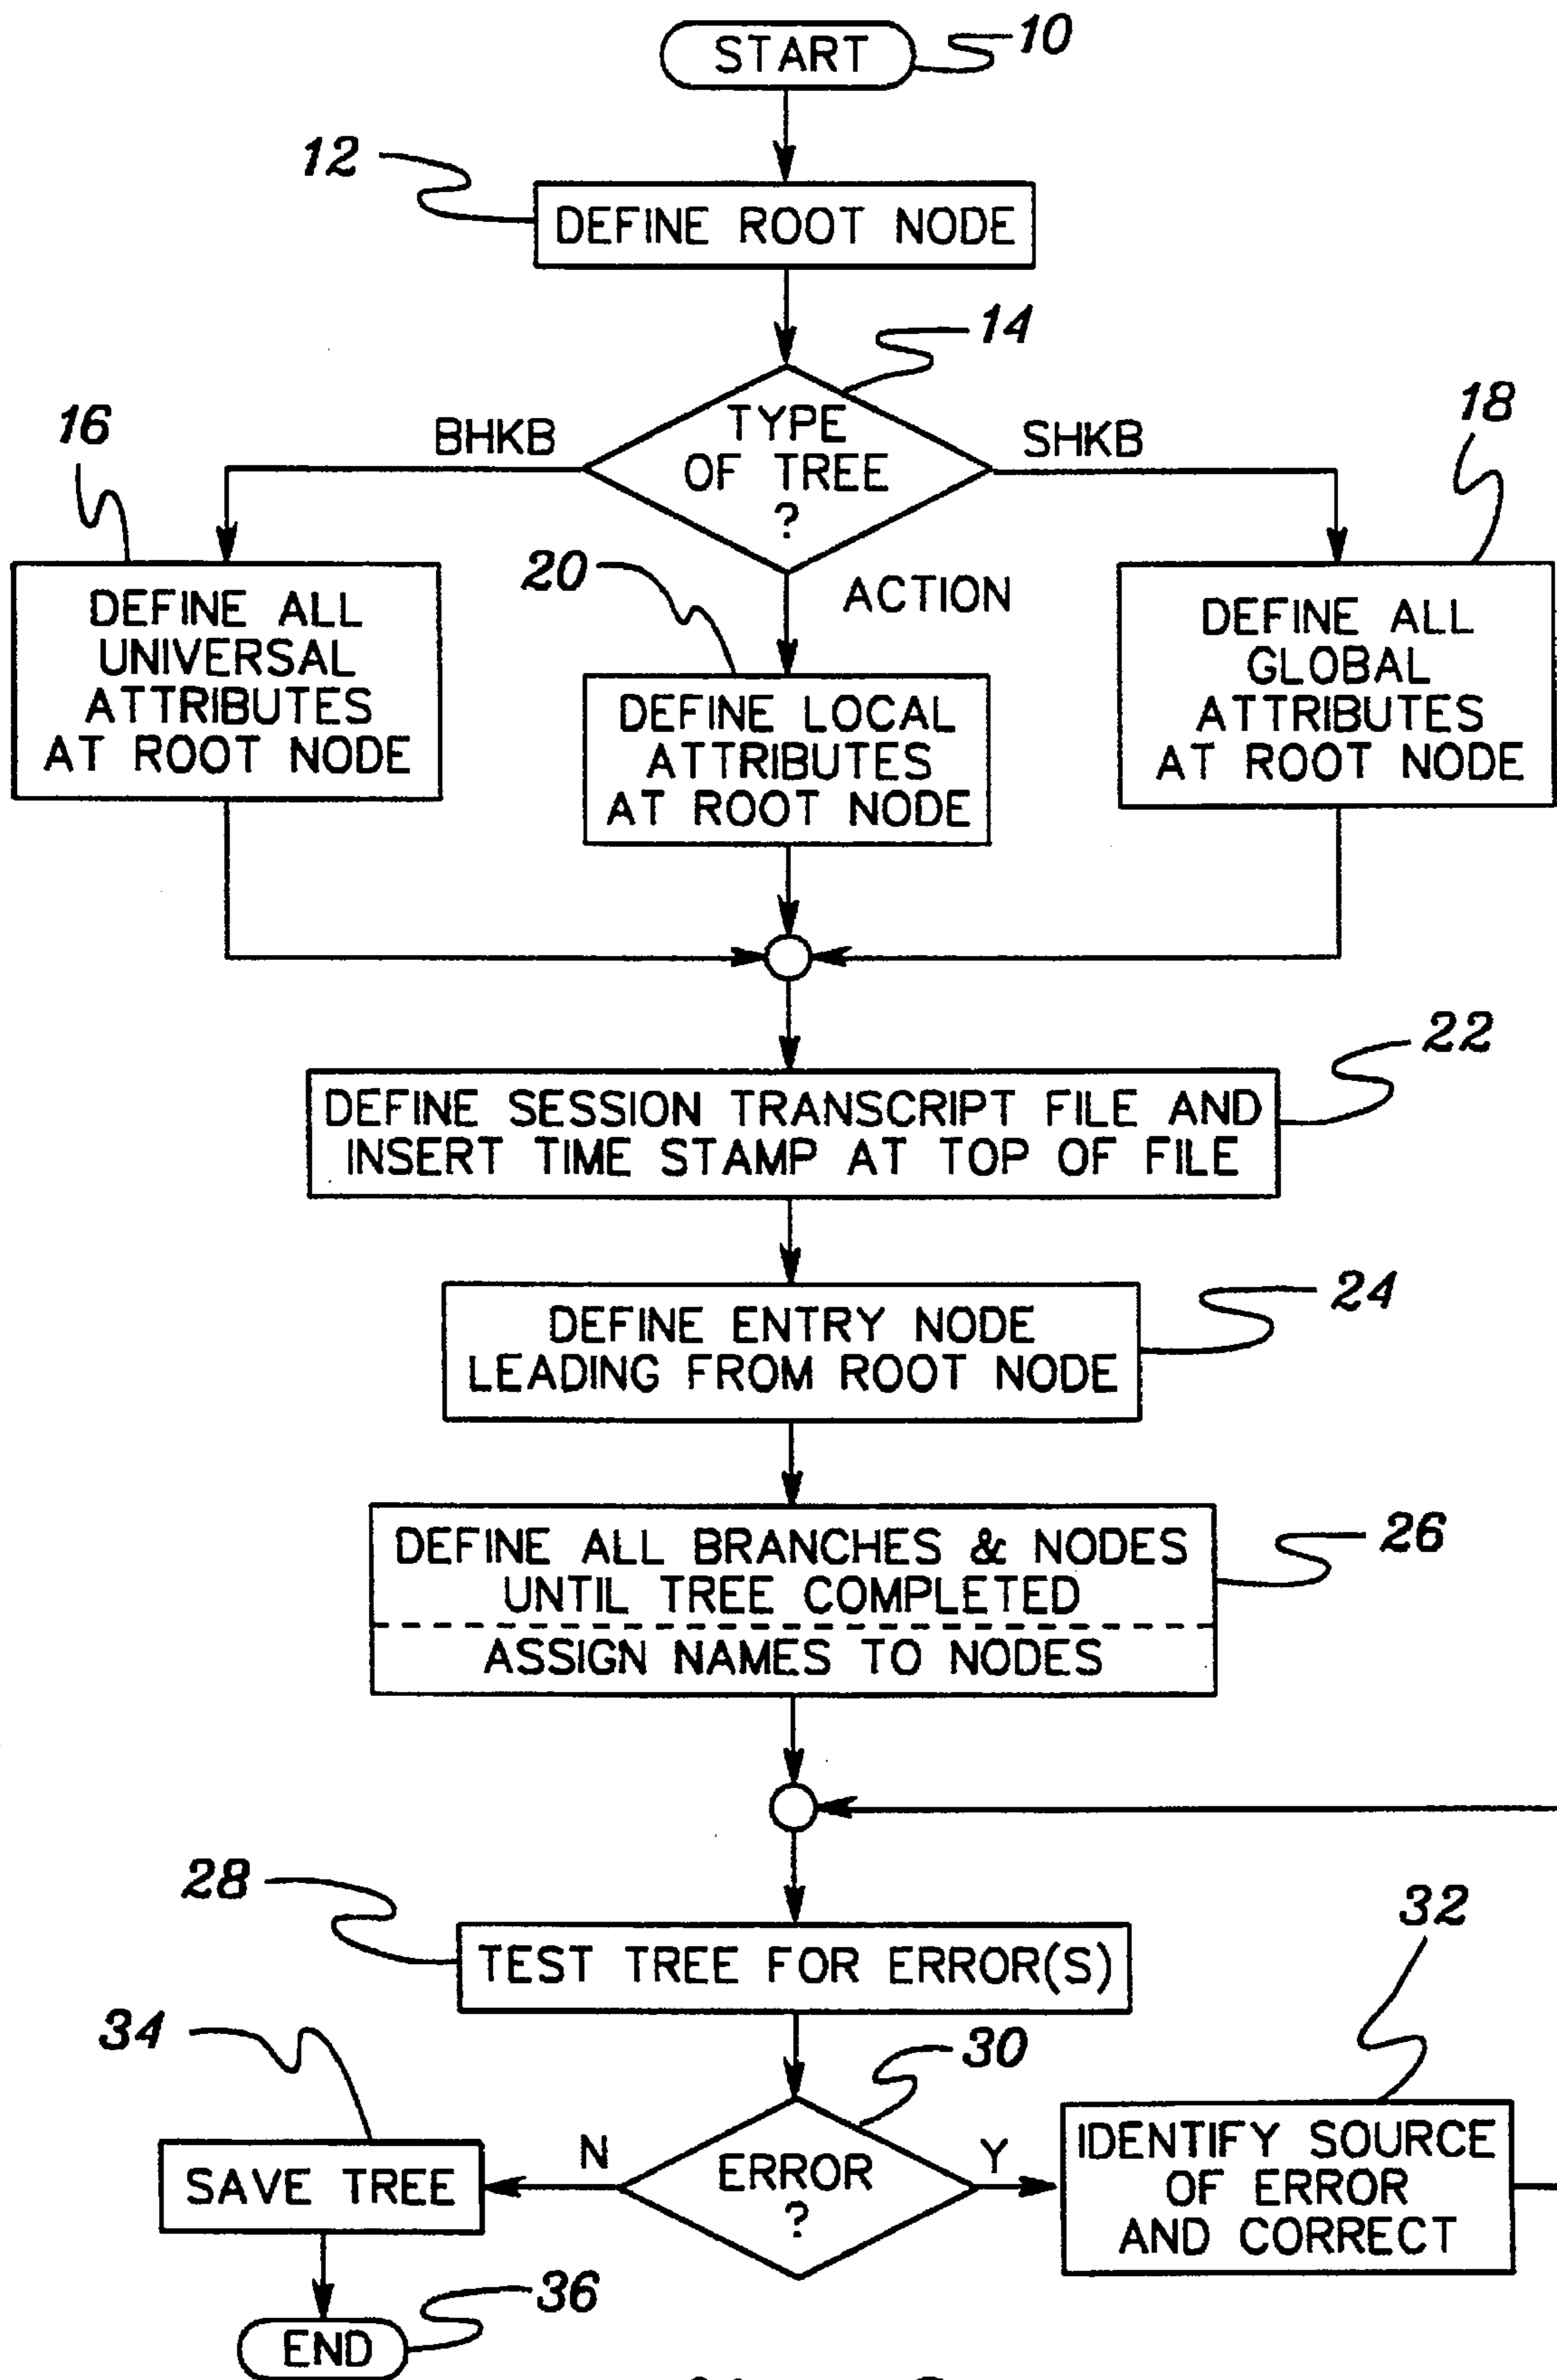 START
10
12
DEFINE ROOT NODE
14
16
BHKB
TYPE
OF TREE
?
SHKB
18
20
ACTION
DEFINE ALL
UNIVERSAL
ATTRIBUTES
AT ROOT NODE
DEFINE LOCAL
ATTRIBUTES
AT ROOT NODE
DEFINE ALL
GLOBAL
ATTRIBUTES
AT ROOT NODE
22
DEFINE SESSION TRANSCRIPT FILE AND
INSERT TIME STAMP AT TOP OF FILE
24
DEFINE ENTRY NODE
LEADING FROM ROOT NODE
26
DEFINE ALL BRANCHES & NODES
UNTIL TREE COMPLETED
ASSIGN NAMES TO NODES
28
TEST TREE FOR ERROR(S)
32
34
30
SAVE TREE
N
ERROR
?
Y
IDENTIFY SOURCE
OF ERROR
AND CORRECT
36
END